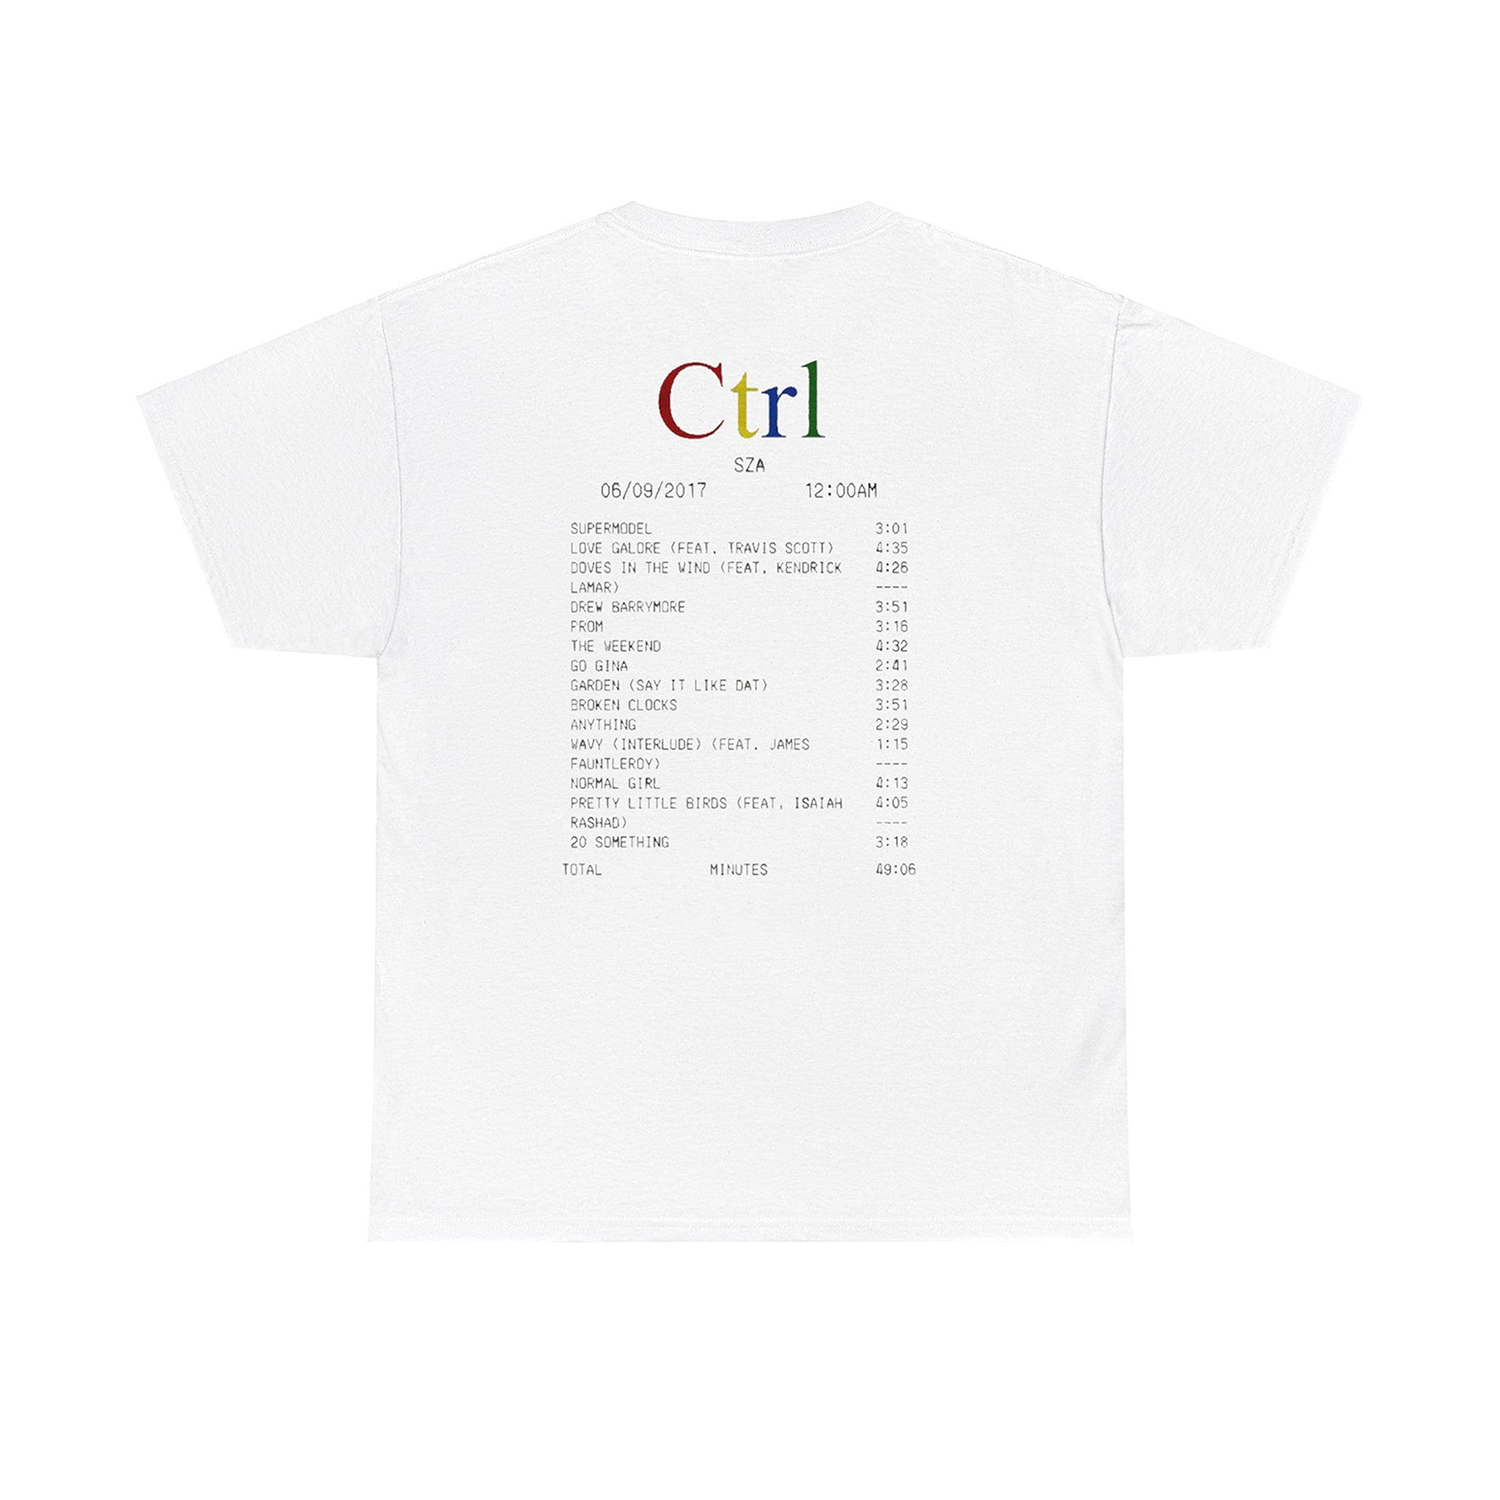 Ctrl
SZA
06/09/2017 12:00AM
SUPERMODEL 3:01
LOVE GALORE (FEAT. TRAVIS SCOTT) 4:35
DOVES IN THE WIND (FEAT. KENDRICK 4:26
LAMAR) ----
DREW BARRYMORE 3:51
PROM 3:16
THE WEEKEND 4:32
GO GINA 2:41
GARDEN (SAY IT LIKE DAT) 3:28
BROKEN CLOCKS 3:51
ANYTHING 2:29
WAVY (INTERLUDE) (FEAT. JAMES 1:15
FAUNTLEROY) ----
NORMAL GIRL 4:13
PRETTY LITTLE BIRDS (FEAT. ISAIAH 4:05
RASHAD) ----
20 SOMETHING 3:18
TOTAL MINUTES 49:06